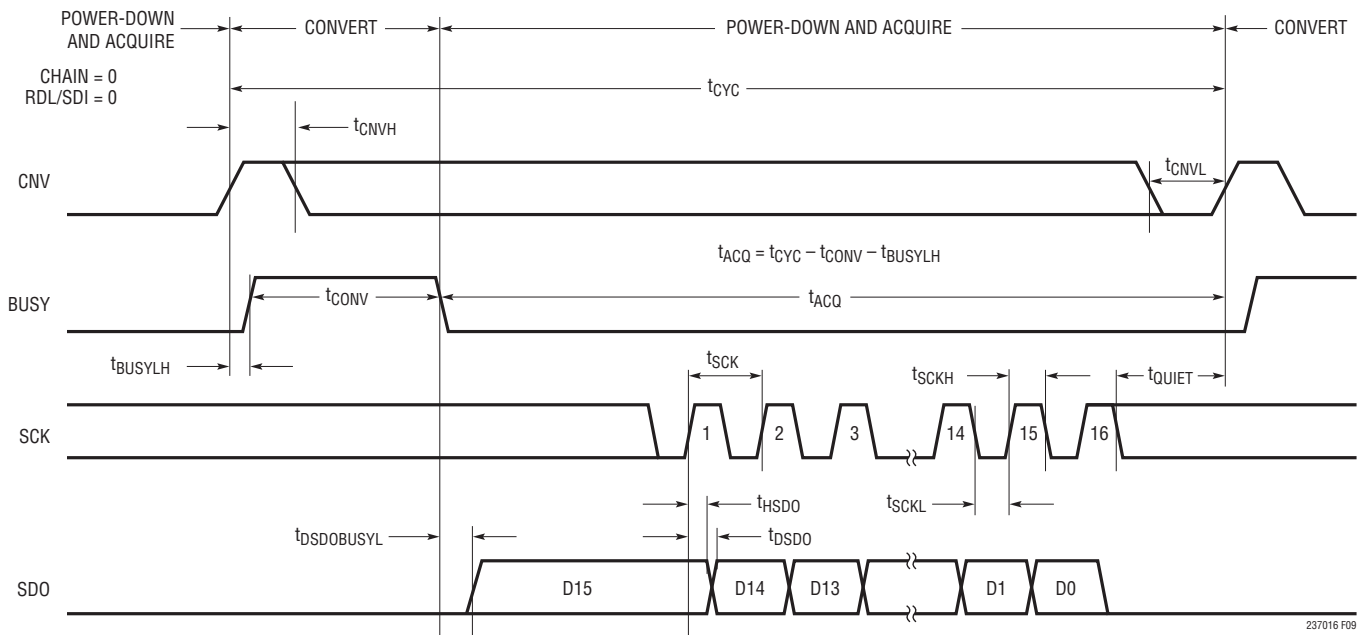 POWER-DOWN
AND ACQUIRE
CONVERT
POWER-DOWN AND ACQUIRE
CONVERT
CHAIN = 0
RDL/SDI = 0
tCYC
tCNVH
CNV
tCNVL
tACQ = tCYC – tCONV – tBUSYLH
BUSY
tCONV
tACQ
tBUSYLH
tSCK
tSCKH
tQUIET
SCK
1
2
3
14
15
16
tHSDO
tSCKL
tDSDOBUSYL
tDSDO
SDO
D15
D14
D13
D1
D0
237016 F09